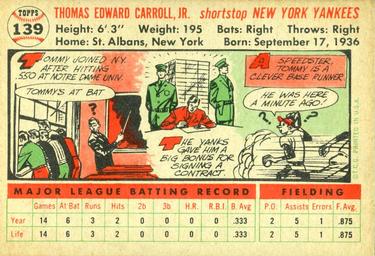 TOPPS
139
THOMAS EDWARD CARROLL, JR. shortstop NEW YORK YANKEES
Height: 6' 3" Weight: 195 Bats: Right Throws: Right
Home: St. Albans, New York Born: September 17, 1936
TOMMY JOINED N.Y.
AFTER HITTING
.550 AT NOTRE DAME UNIV.
TOMMY'S AT BAT
THE YANKS
GAVE HIM A
BIG BONUS FOR
SIGNING A
CONTRACT.
A SPEEDSTER,
TOMMY IS A
CLEVER BASE RUNNER
HE WAS HERE
A MINUTE AGO!
T.C.G. PRINTED IN U.S.A.
MAJOR LEAGUE BATTING RECORD FIELDING
Games At Bat Runs Hits 2b 3b H.R. R.B.I. B. Avg P.O. Assists Errors F. Avg.
Year 14 6 3 2 0 0 0 0 .333 2 5 1 .875
Life 14 6 3 2 0 0 0 0 .333 2 5 1 .875